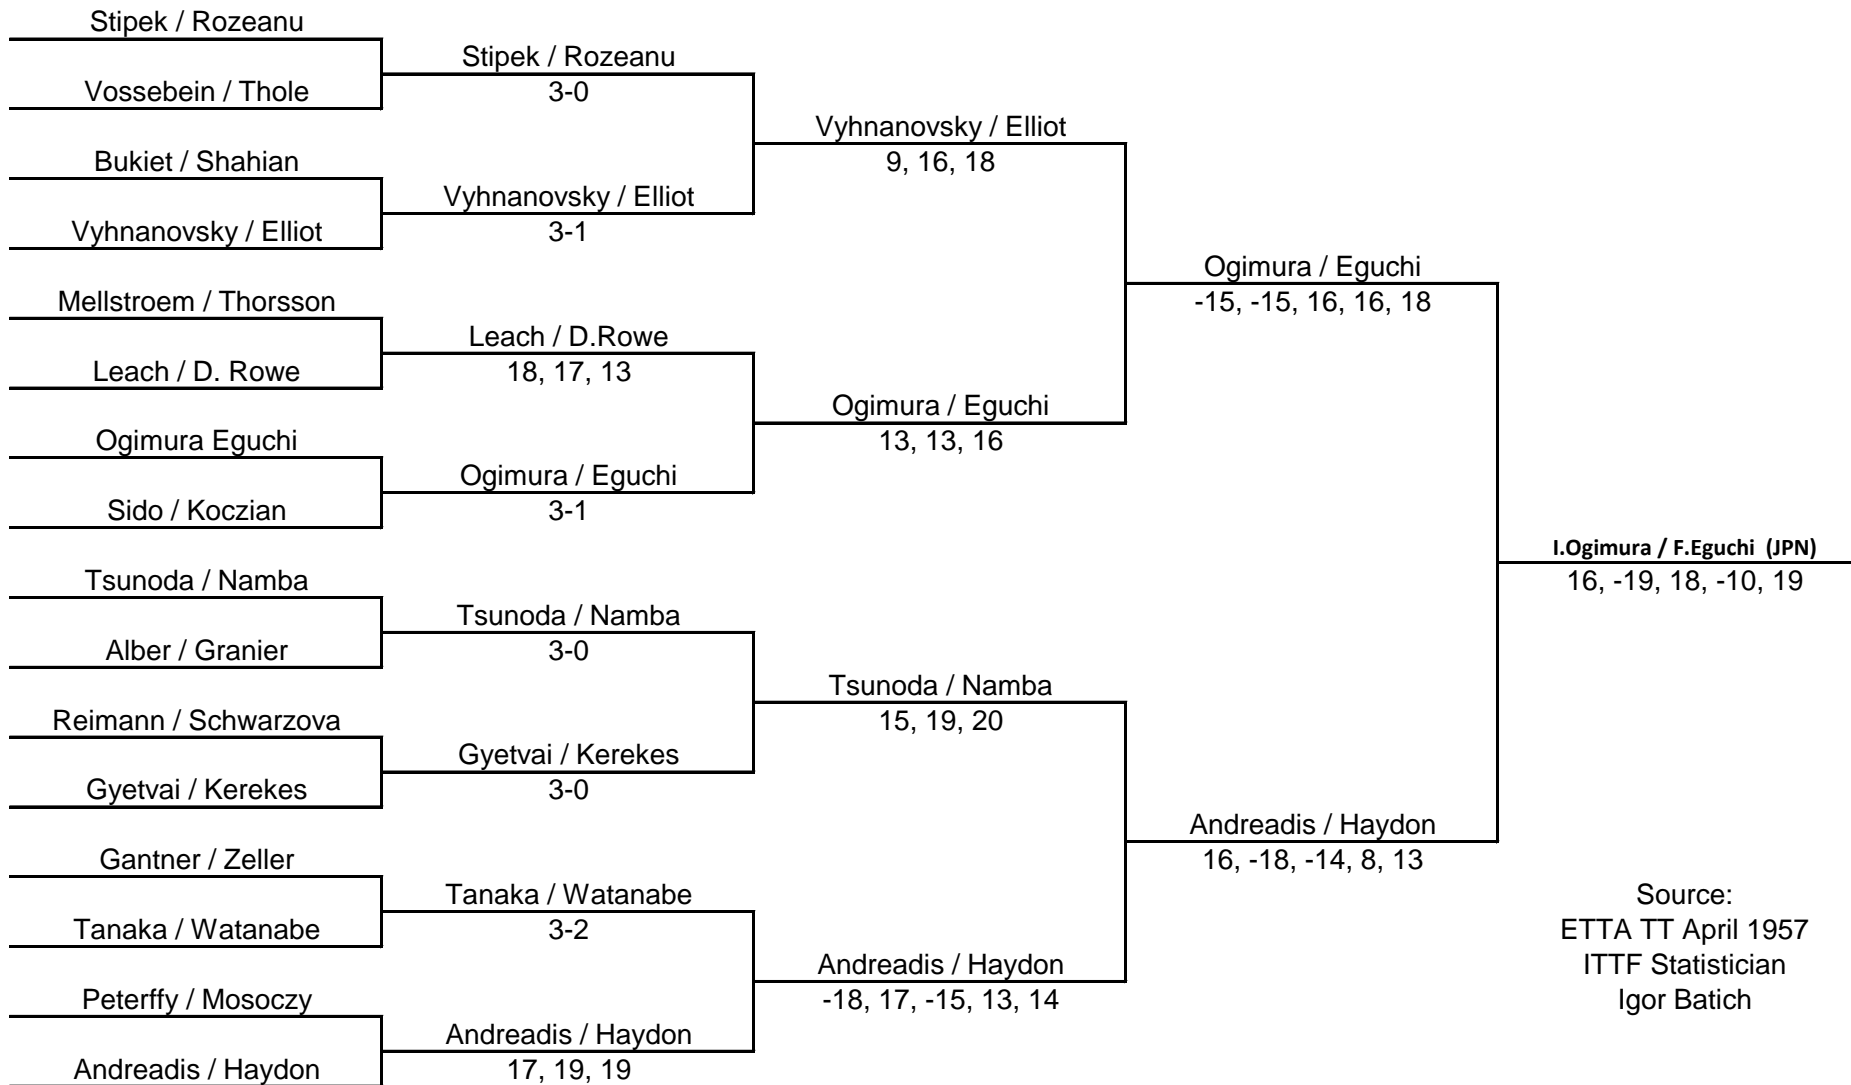 Stipek / Rozeanu
Vossebein / Thole
Bukiet / Shahian
Vyhnanovsky / Elliot
Mellstroem / Thorsson
Leach / D. Rowe
Ogimura Eguchi
Sido / Koczian
Tsunoda / Namba
Alber / Granier
Reimann / Schwarzova
Gyetvai / Kerekes
Gantner / Zeller
Tanaka / Watanabe
Peterffy / Mosoczy
Andreadis / Haydon
Stipek / Rozeanu
3-0
Vyhnanovsky / Elliot
3-1
Leach / D.Rowe
18, 17, 13
Ogimura / Eguchi
3-1
Tsunoda / Namba
3-0
Gyetvai / Kerekes
3-0
Tanaka / Watanabe
3-2
Andreadis / Haydon
17, 19, 19
Vyhnanovsky / Elliot
9, 16, 18
Ogimura / Eguchi
13, 13, 16
Tsunoda / Namba
15, 19, 20
Andreadis / Haydon
-18, 17, -15, 13, 14
Ogimura / Eguchi
-15, -15, 16, 16, 18
Andreadis / Haydon
16, -18, -14, 8, 13
I.Ogimura / F.Eguchi (JPN)
16, -19, 18, -10, 19
Source:
ETTA TT April 1957
ITTF Statistician
Igor Batich